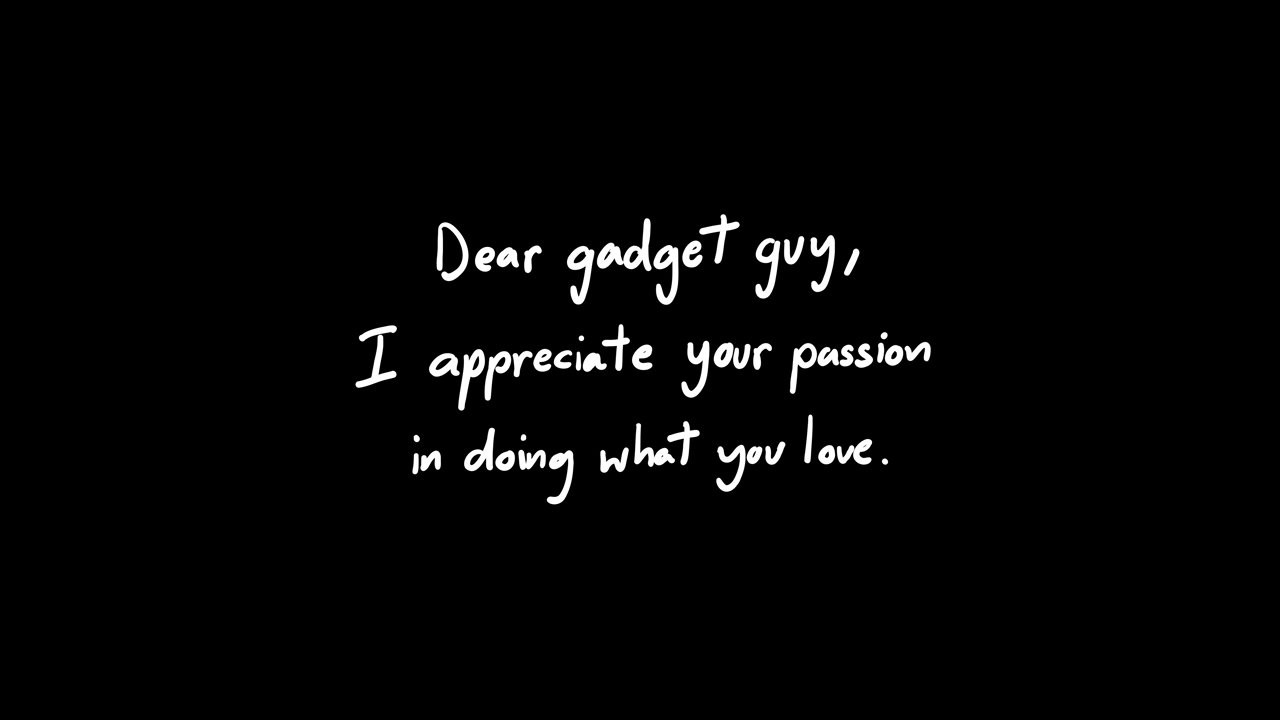 Dear gadget guy,
I appreciate your passion
in doing what you love.